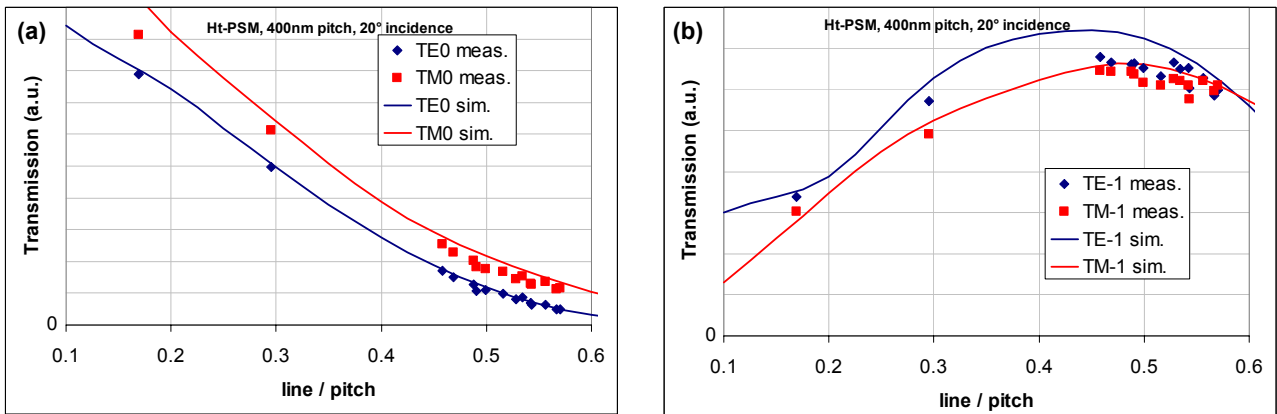 (a)
Ht-PSM, 400nm pitch, 20° incidence
TE0 meas.
TM0 meas.
TE0 sim.
TM0 sim.
Transmission (a.u.)
0
0.1 0.2 0.3 0.4 0.5 0.6
line / pitch
(b)
Ht-PSM, 400nm pitch, 20° incidence
TE-1 meas.
TM-1 meas.
TE-1 sim.
TM-1 sim.
Transmission (a.u.)
0
0.1 0.2 0.3 0.4 0.5 0.6
line / pitch